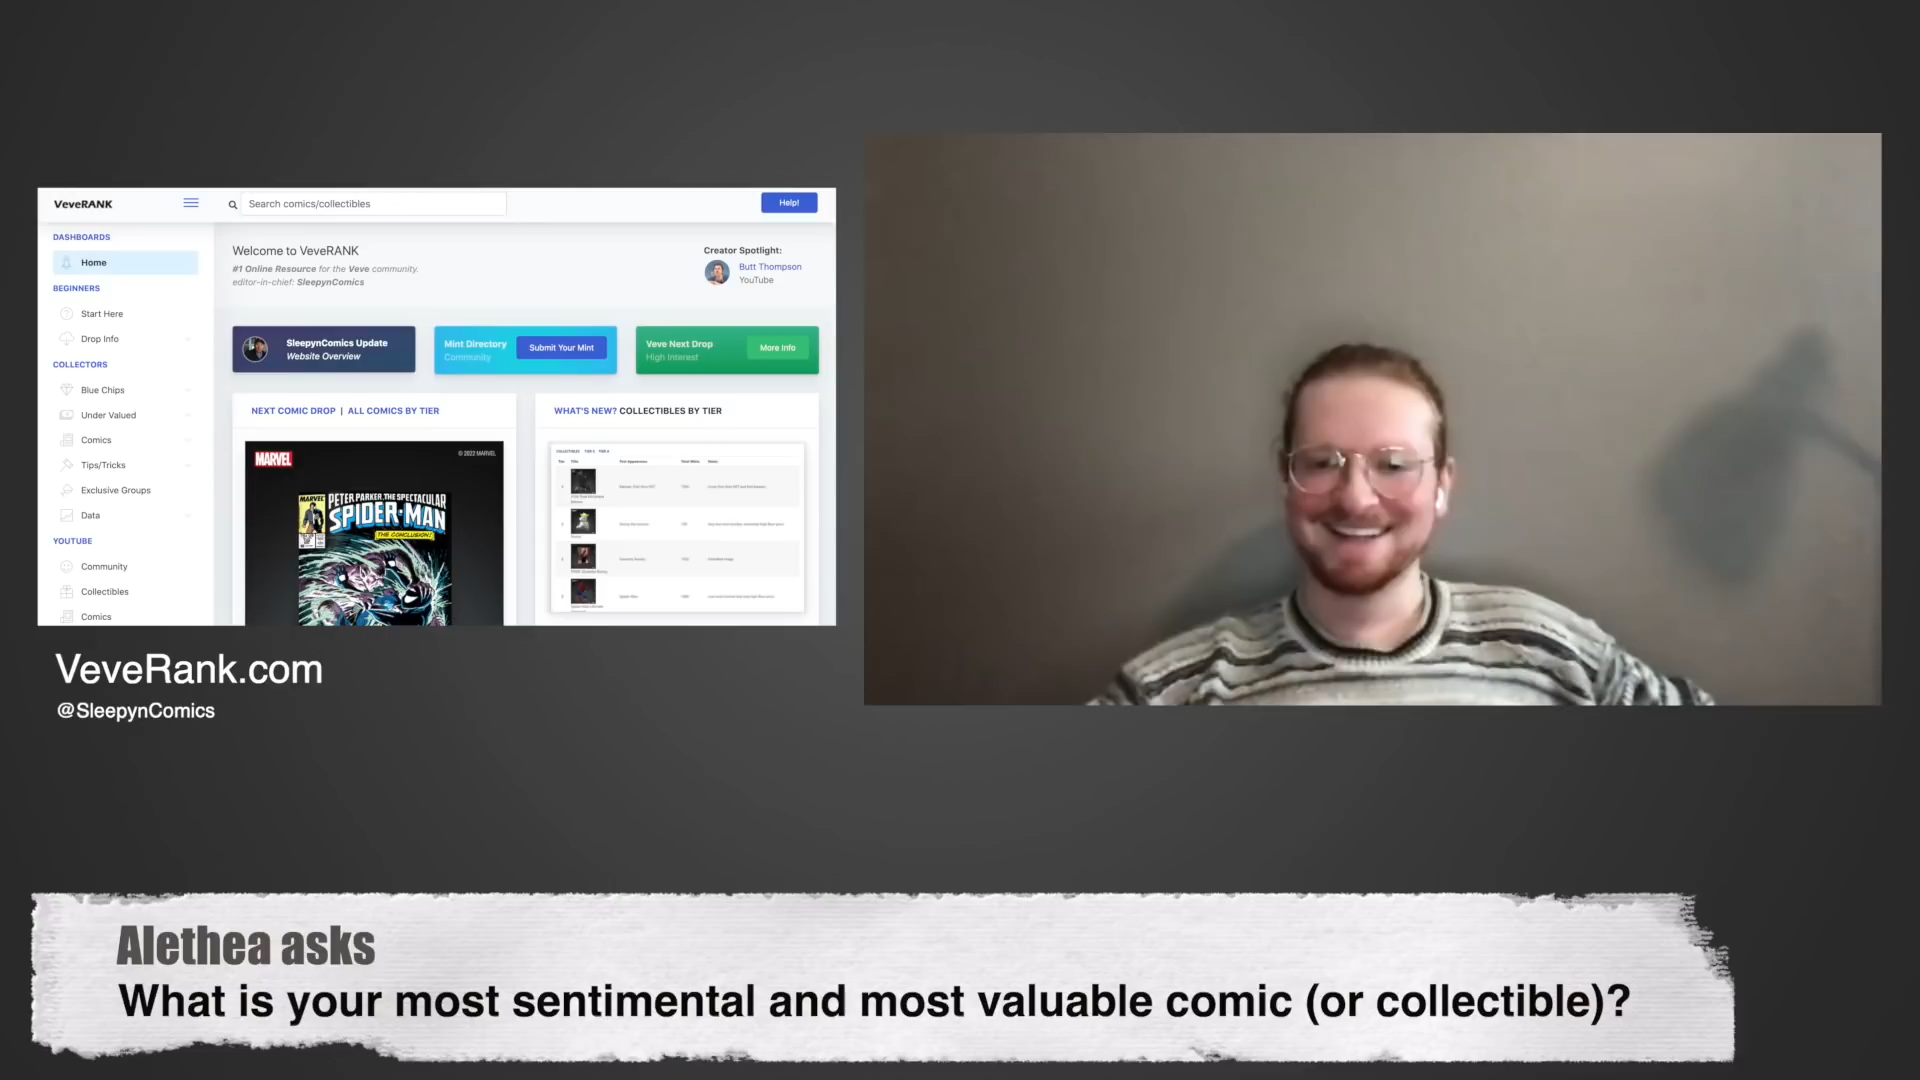 VeveRANK
Search comics/collectibles
Help!
DASHBOARDS
Home
BEGINNERS
Start Here
Drop Info
COLLECTORS
Blue Chips
Under Valued
Comics
Tips/Tricks
Exclusive Groups
Data
YOUTUBE
Community
Collectibles
Comics
Welcome to VeveRANK
#1 Online Resource for the Veve community.
editor-in-chief: SleepynComics
Creator Spotlight:
Butt Thompson
YouTube
SleepynComics Update
Website Overview
Mint Directory
Community
Submit Your Mint
Veve Next Drop
High Interest
More Info
NEXT COMIC DROP | ALL COMICS BY TIER
MARVEL
© 2022 MARVEL
MARVEL
PETER PARKER, THE SPECTACULAR
SPIDER-MAN
THE CONCLUSION!
WHAT'S NEW? COLLECTIBLES BY TIER
VeveRank.com
@SleepynComics
Alethea asks
What is your most sentimental and most valuable comic (or collectible)?